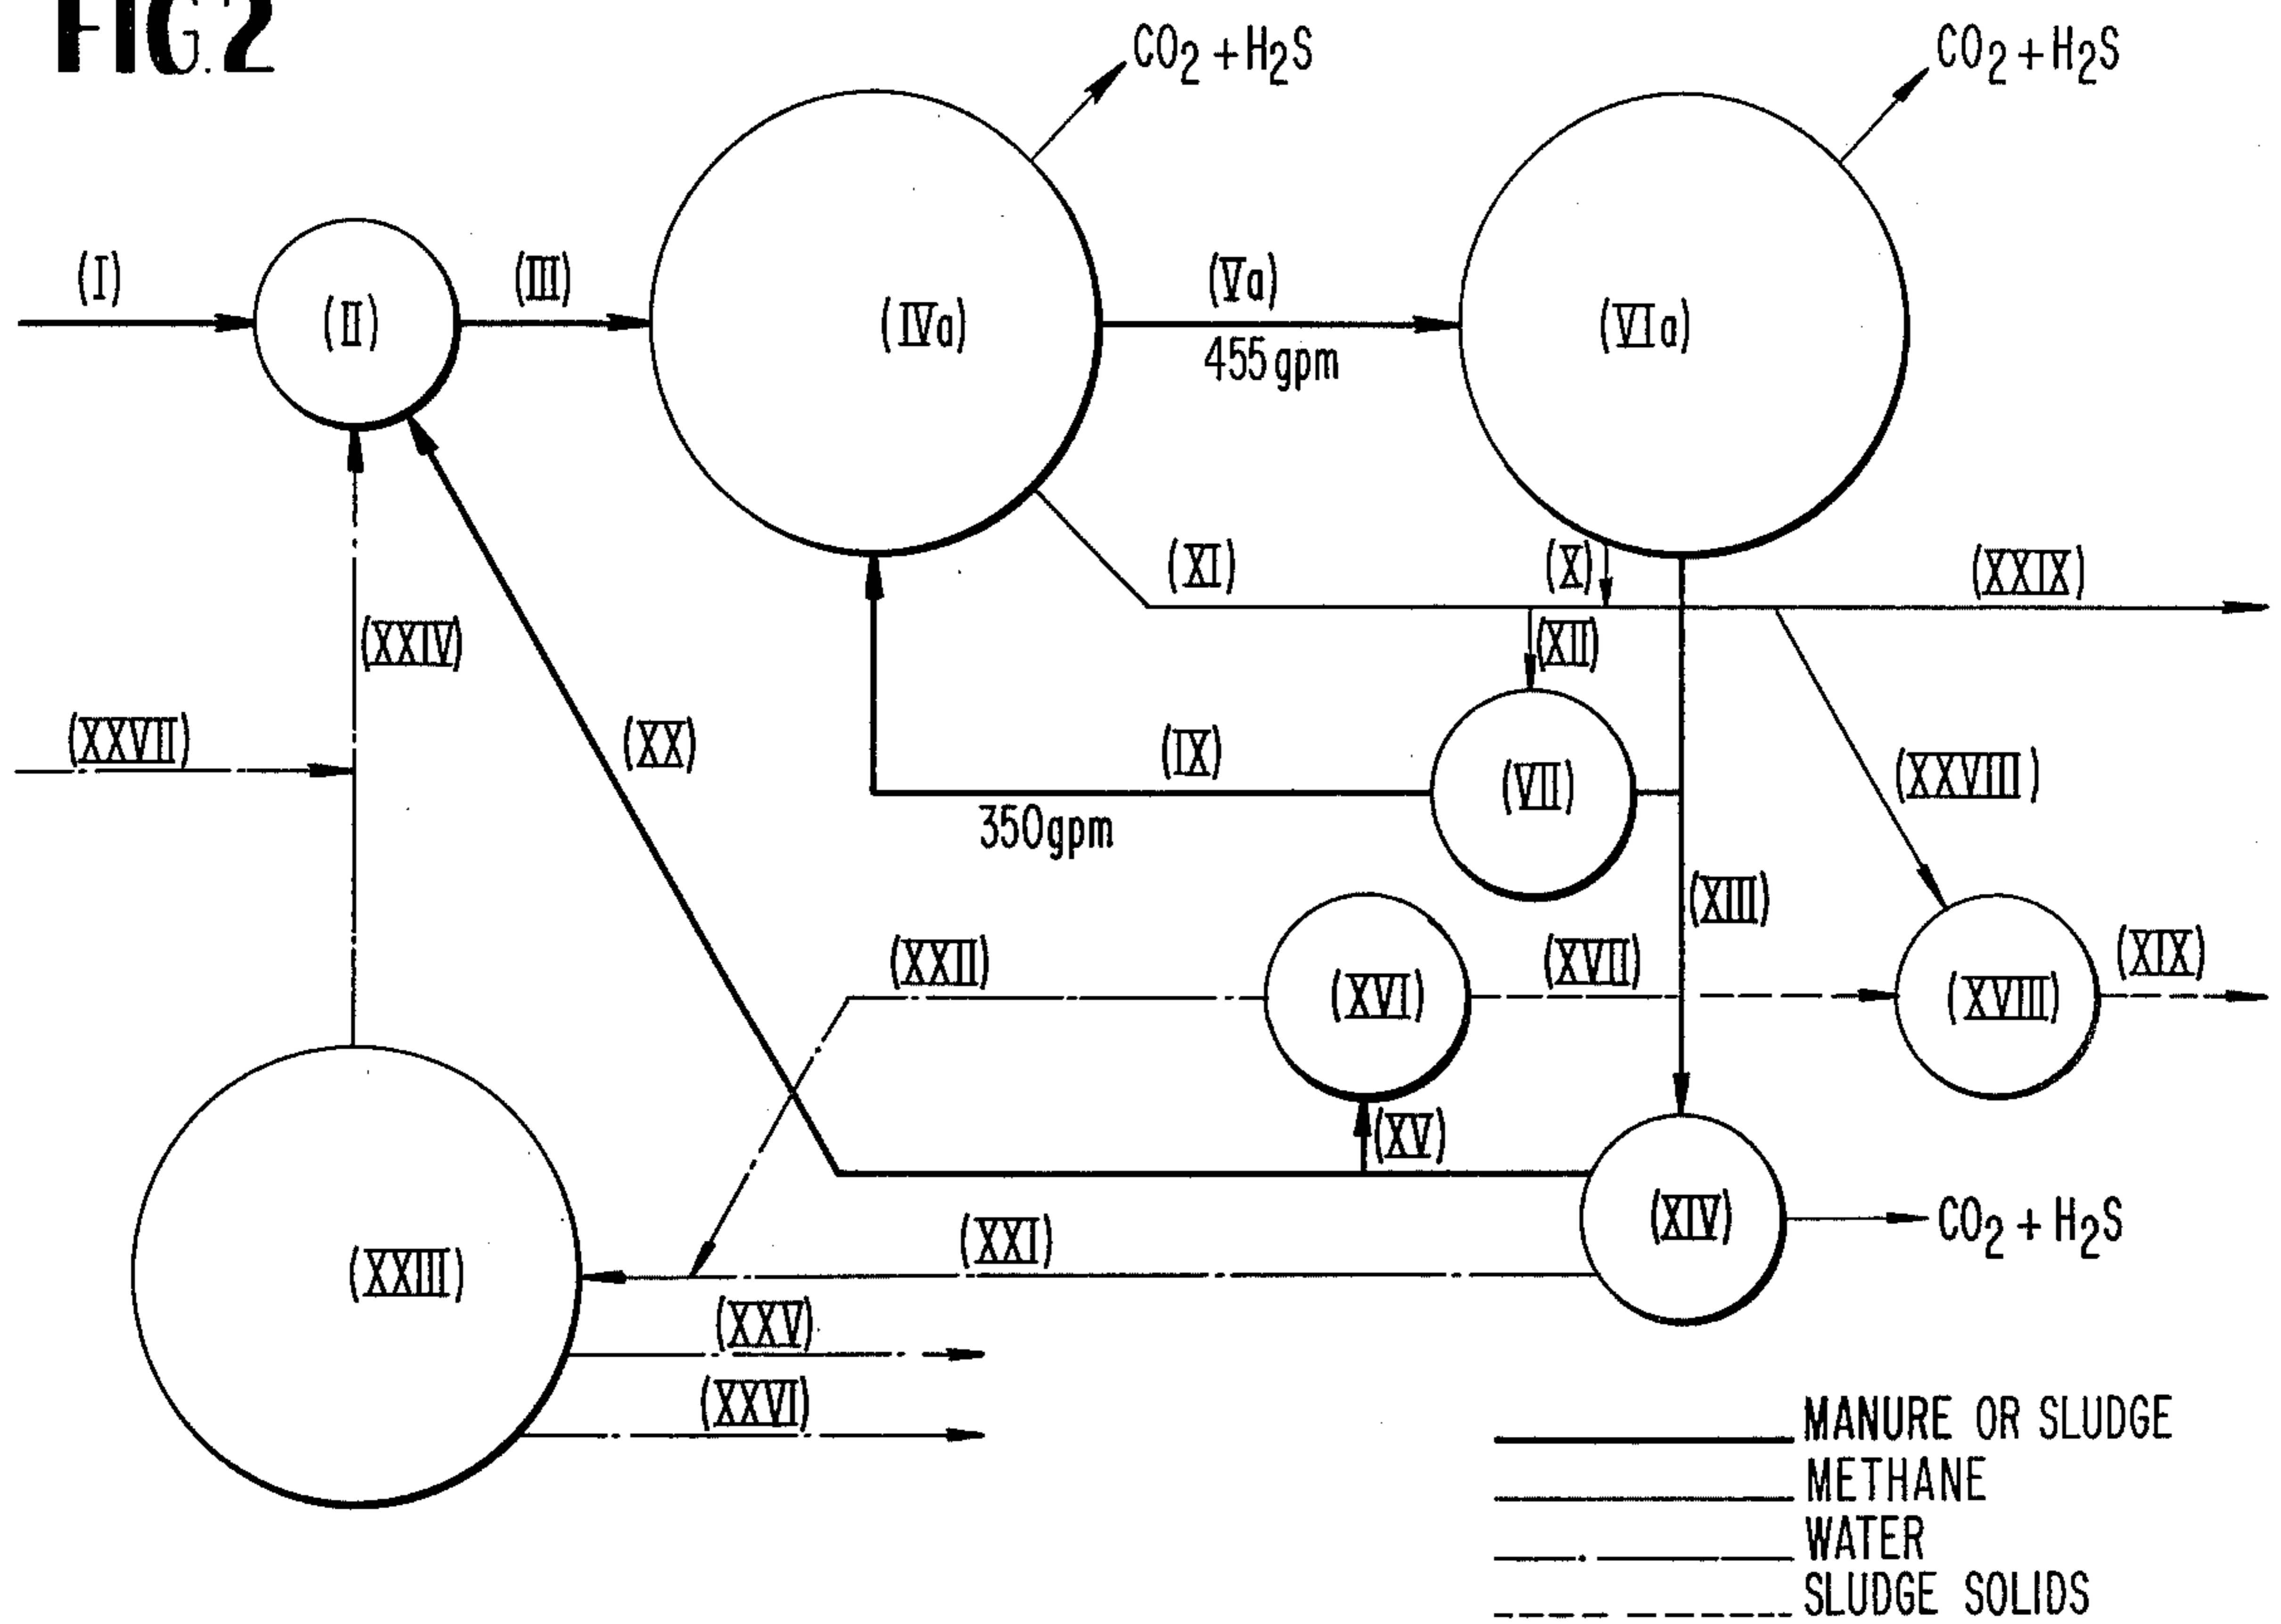 FIG. 2
CO2 + H2S
CO2 + H2S
(I)
(II)
(III)
(IVa)
(Va)
455 gpm
(VIa)
(XI)
(X)
(XXIX)
(XXIV)
(XII)
(XXVII)
(XX)
(IX)
350 gpm
(VII)
(XXVIII)
(XIII)
(XXII)
(XVI)
(XVII)
(XVIII)
(XIX)
(XV)
(XIV)
CO2 + H2S
(XXI)
(XXIII)
(XXV)
(XXVI)
MANURE OR SLUDGE
METHANE
WATER
SLUDGE SOLIDS